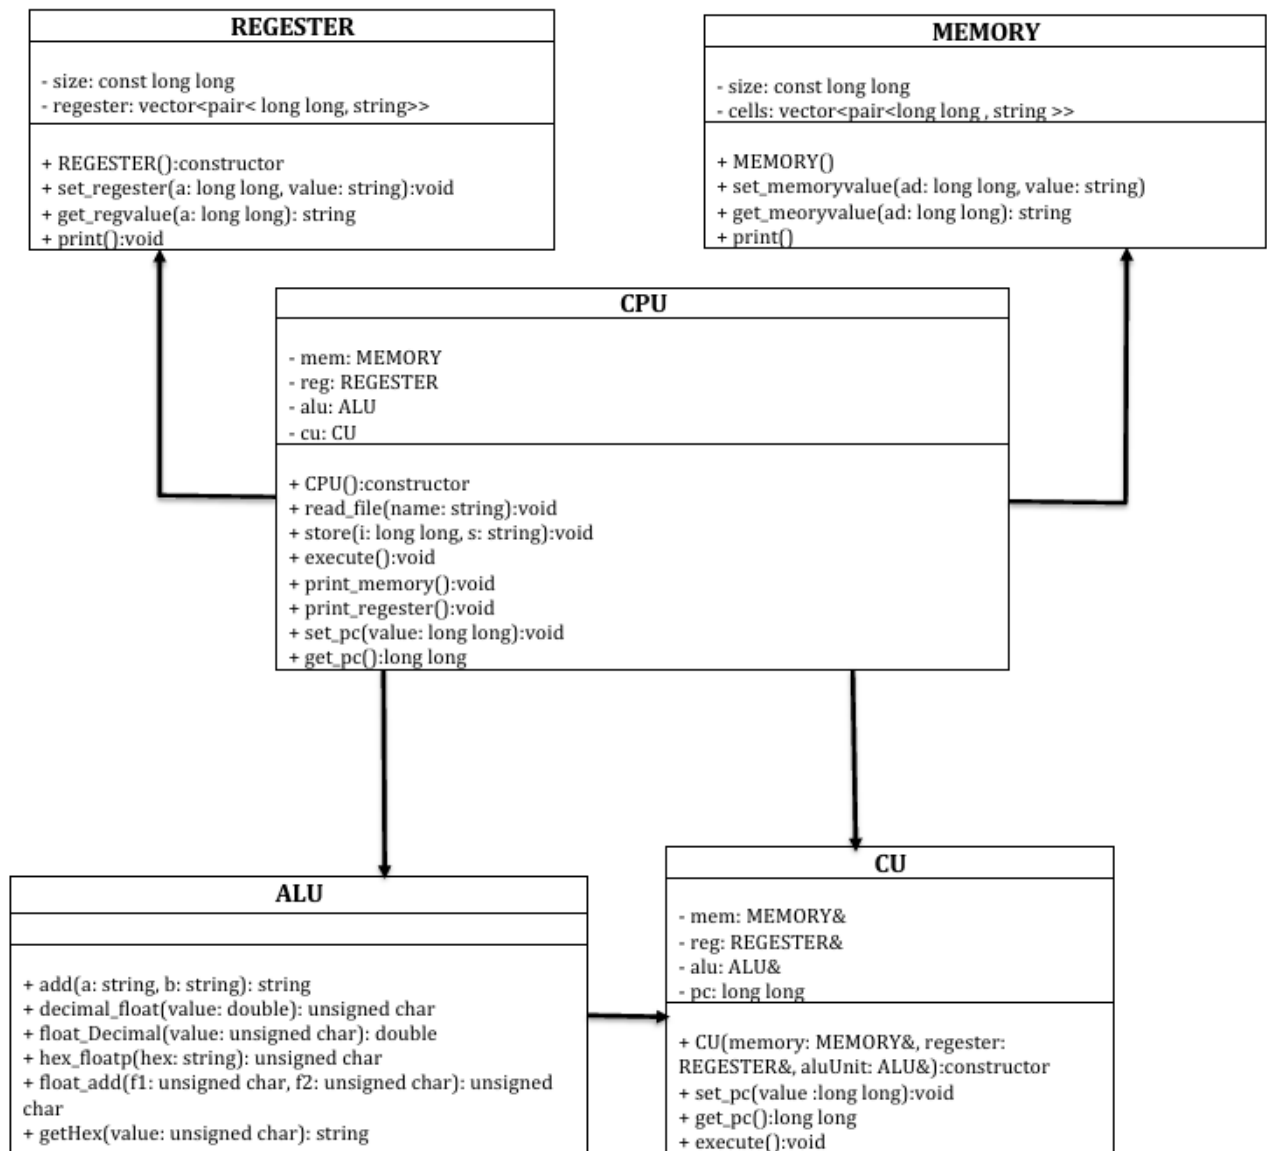 REGESTER
- size: const long long
- regester: vector<pair< long long, string>>
+ REGESTER():constructor
+ set_regester(a: long long, value: string):void
+ get_regvalue(a: long long): string
+ print():void
MEMORY
- size: const long long
- cells: vector<pair<long long , string >>
+ MEMORY()
+ set_memoryvalue(ad: long long, value: string)
+ get_meoryvalue(ad: long long): string
+ print()
CPU
- mem: MEMORY
- reg: REGESTER
- alu: ALU
- cu: CU
+ CPU():constructor
+ read_file(name: string):void
+ store(i: long long, s: string):void
+ execute():void
+ print_memory():void
+ print_regester():void
+ set_pc(value: long long):void
+ get_pc():long long
ALU
+ add(a: string, b: string): string
+ decimal_float(value: double): unsigned char
+ float_Decimal(value: unsigned char): double
+ hex_floatp(hex: string): unsigned char
+ float_add(f1: unsigned char, f2: unsigned char): unsigned
char
+ getHex(value: unsigned char): string
CU
- mem: MEMORY&
- reg: REGESTER&
- alu: ALU&
- pc: long long
+ CU(memory: MEMORY&, regester:
REGESTER&, aluUnit: ALU&):constructor
+ set_pc(value :long long):void
+ get_pc():long long
+ execute():void